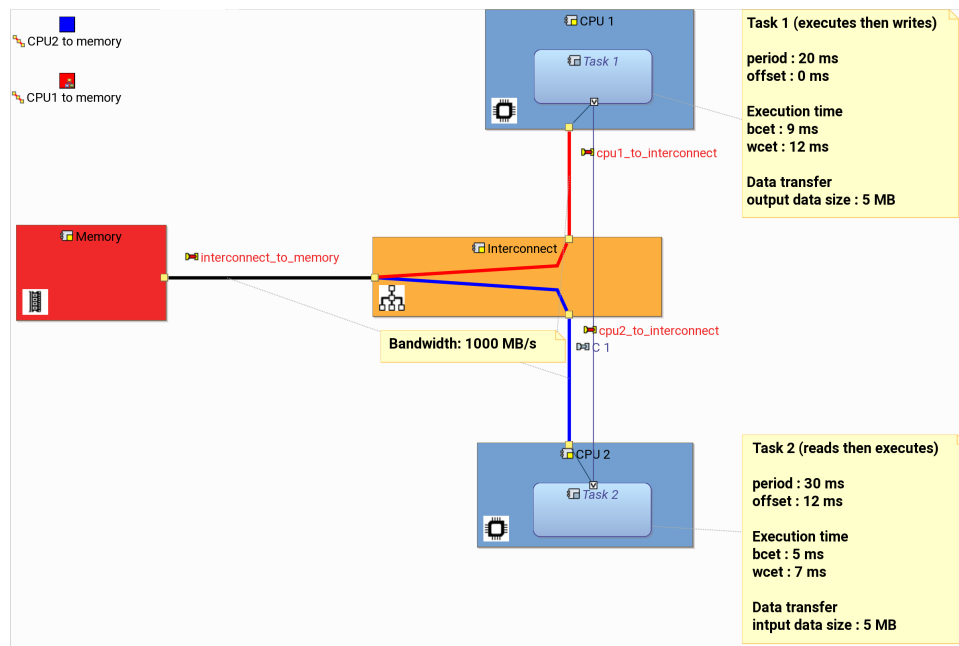 CPU2 to memory
CPU1 to memory
CPU 1
Task 1
Task 1 (executes then writes)
period : 20 ms
offset : 0 ms
Execution time
bcet : 9 ms
wcet : 12 ms
Data transfer
output data size : 5 MB
cpu1_to_interconnect
Memory
interconnect_to_memory
Interconnect
Bandwidth: 1000 MB/s
cpu2_to_interconnect
C 1
CPU 2
Task 2
Task 2 (reads then executes)
period : 30 ms
offset : 12 ms
Execution time
bcet : 5 ms
wcet : 7 ms
Data transfer
intput data size : 5 MB